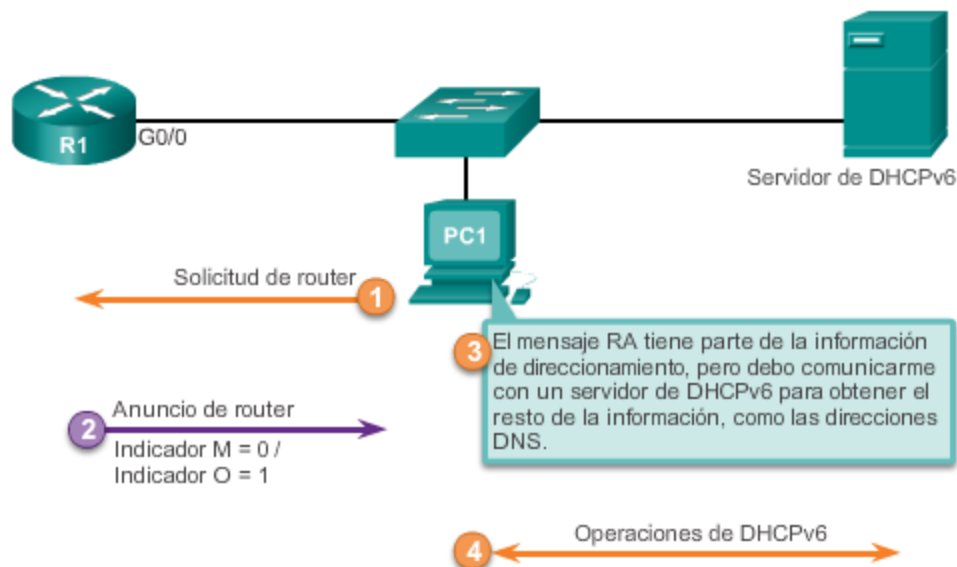 R1
G0/0
Servidor de DHCPv6
PC1
Solicitud de router
1
3
El mensaje RA tiene parte de la información
de direccionamiento, pero debo comunicarme
con un servidor de DHCPv6 para obtener el
resto de la información, como las direcciones
DNS.
2
Anuncio de router
Indicador M = 0 /
Indicador O = 1
4
Operaciones de DHCPv6